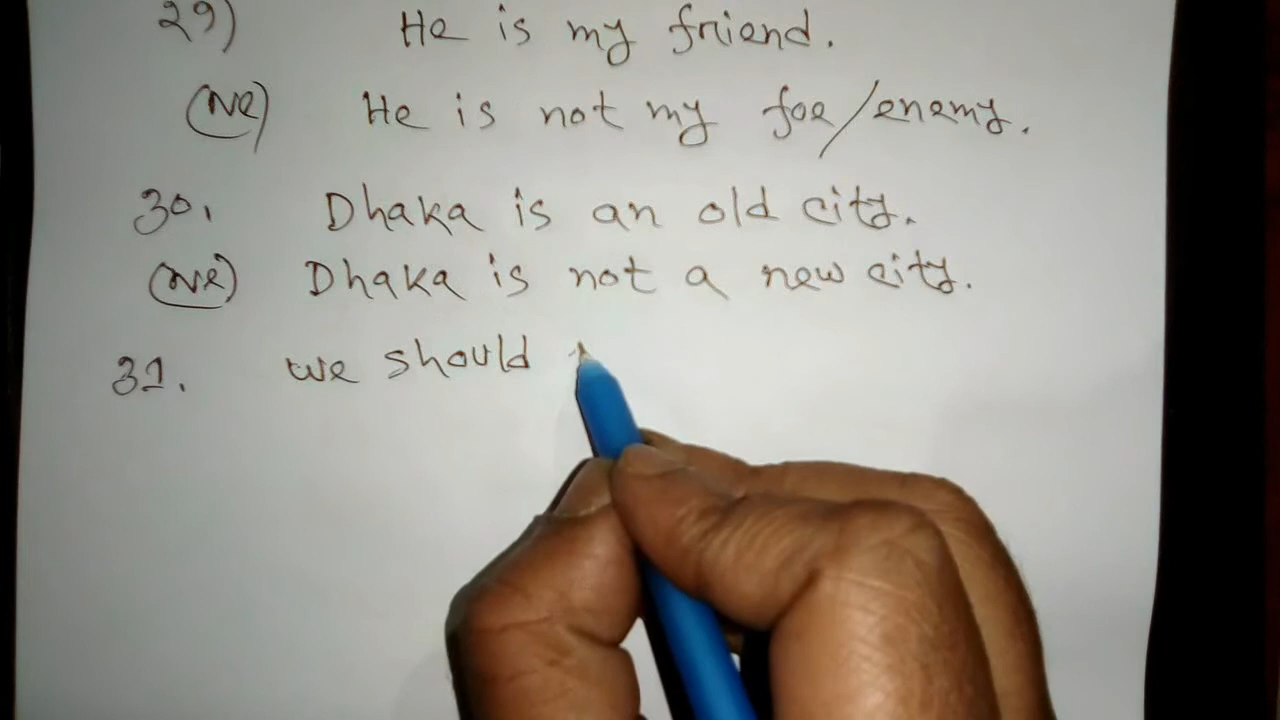 29) He is my friend.
(Ne) He is not my foe/enemy.
30. Dhaka is an old city.
(Ne) Dhaka is not a new city.
31. we should